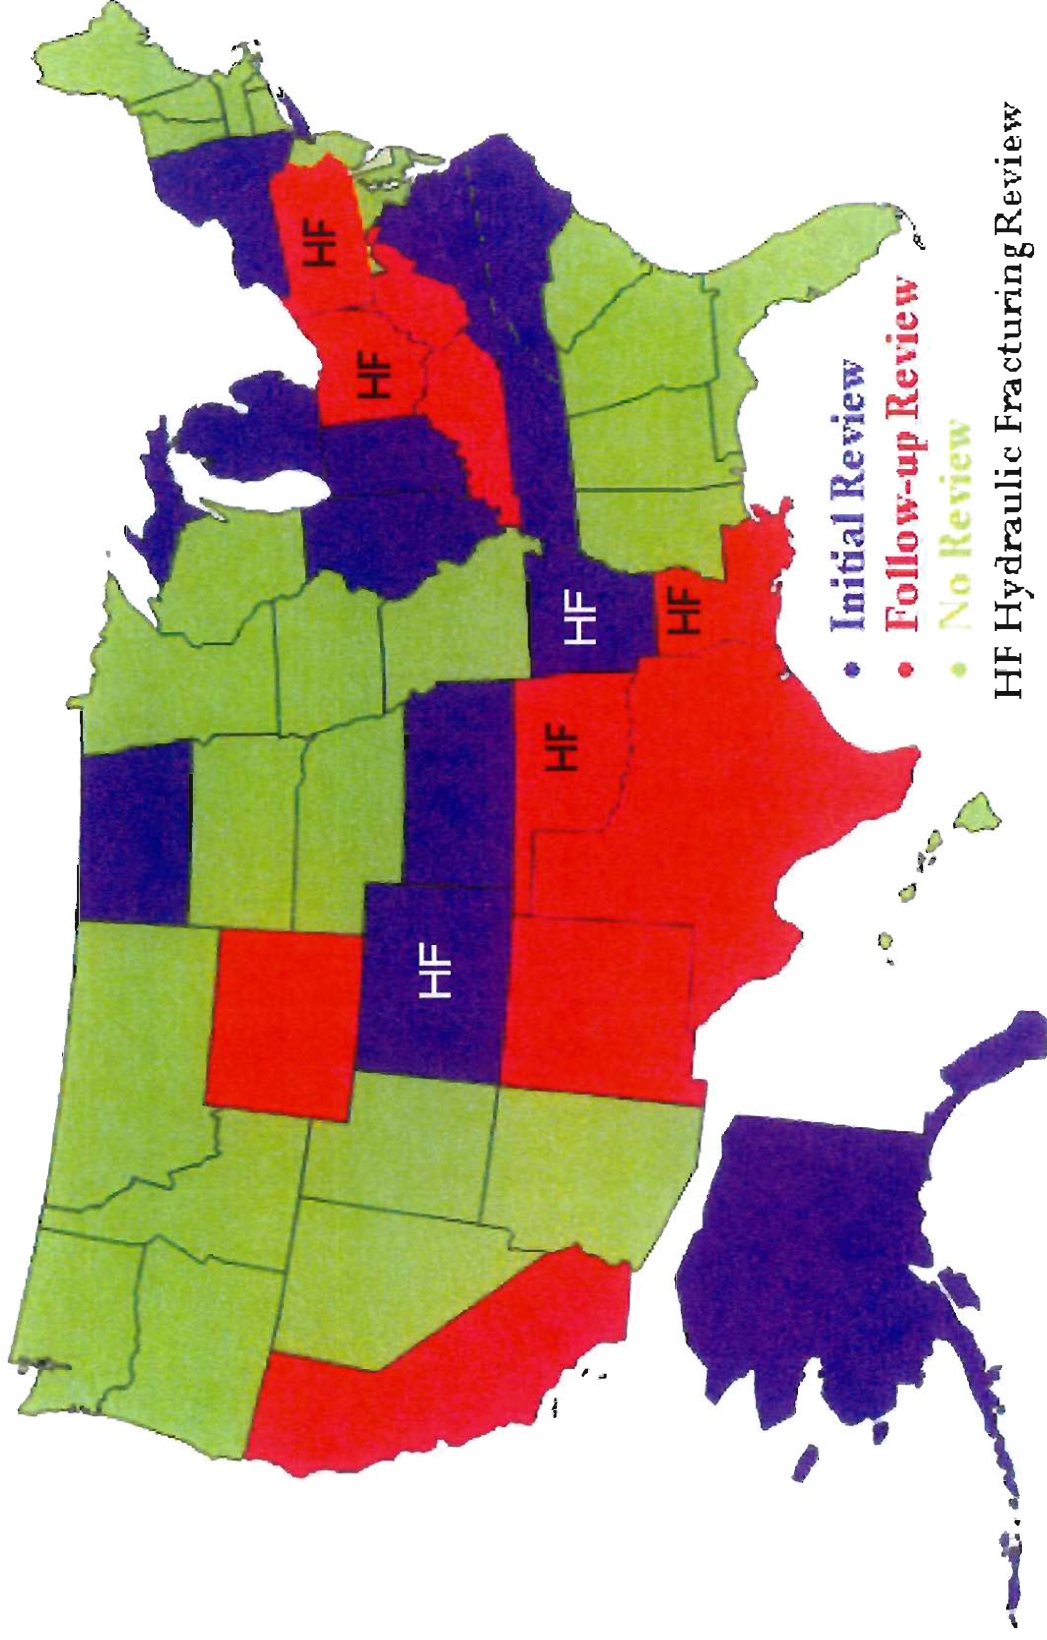 HF
HF
HF
HF
HF
HF
• Initial Review
• Follow-up Review
• No Review
HF Hydraulic Fracturing Review